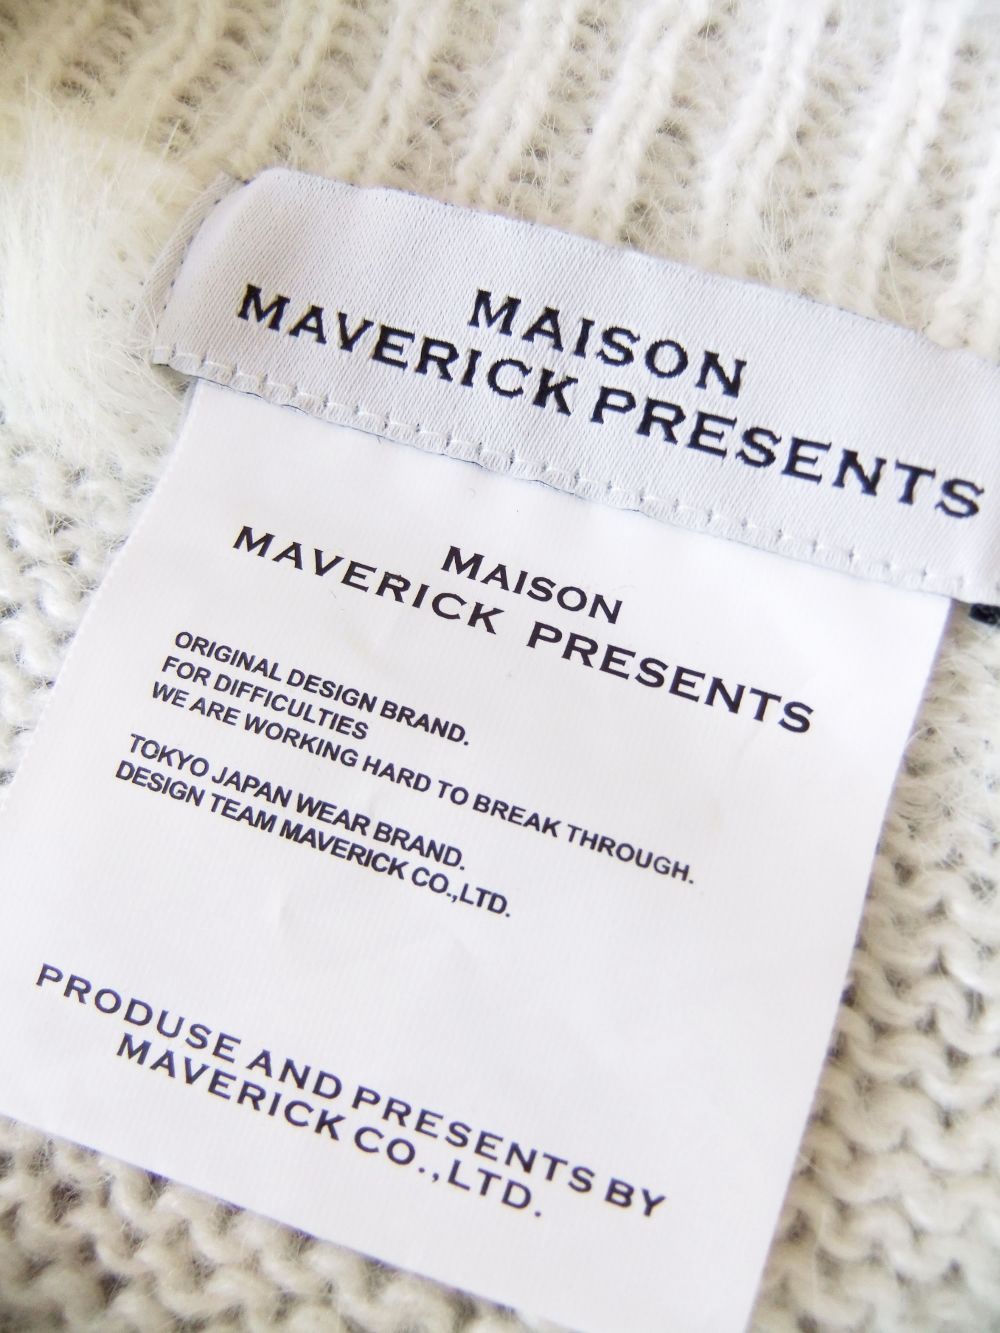 MAISON
MAVERICK PRESENTS
MAISON
MAVERICK PRESENTS
ORIGINAL DESIGN BRAND.
FOR DIFFICULTIES
WE ARE WORKING HARD TO BREAK THROUGH.
TOKYO JAPAN WEAR BRAND.
DESIGN TEAM MAVERICK CO.,LTD.
PRODUSE AND PRESENTS BY
MAVERICK CO.,LTD.